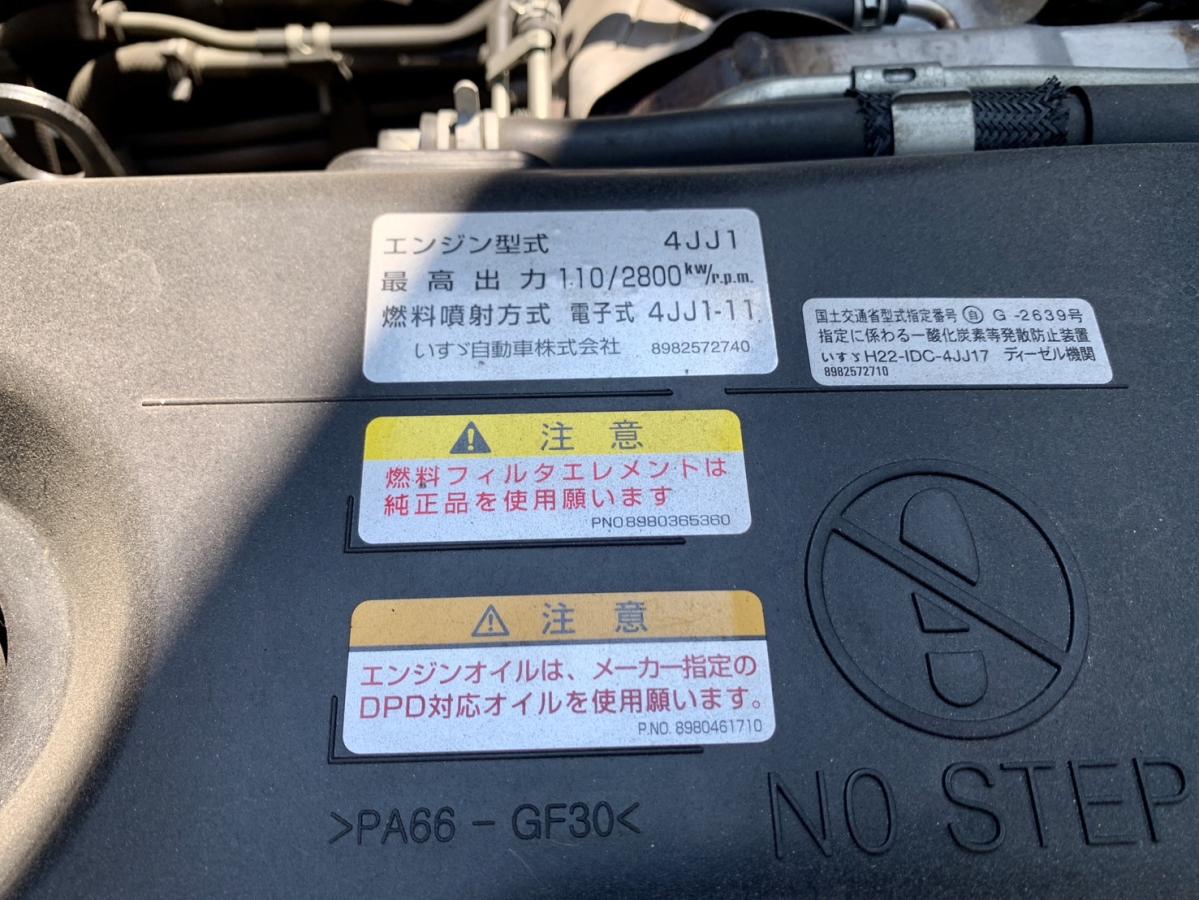 エンジン型式 4JJ1
最高出力 110/2800kw/r.p.m.
燃料噴射方式 電子式 4JJ1-11
いすゞ自動車株式会社 8982572740
国土交通省型式指定番号 ㊂ G-2639号
指定に係わる一酸化炭素等発散防止装置
いすゞH22-IDC-4JJ17 ディーゼル機関
8982572710
⚠ 注意
燃料フィルタエレメントは
純正品を使用願います
PNO.8980365360
⚠ 注意
エンジンオイルは、メーカー指定の
DPD対応オイルを使用願います。
P.NO. 8980461710
NO STEP
>PA66-GF30<